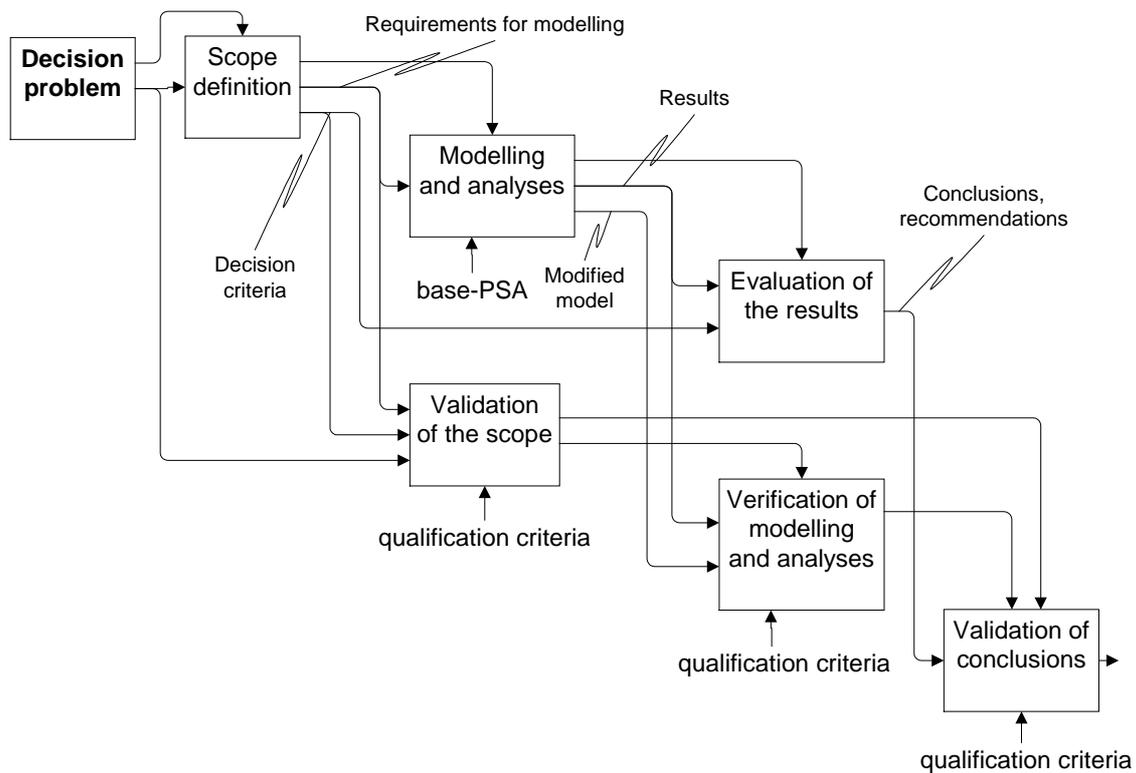 Decision
problem
Scope
definition
Requirements for modelling
Decision
criteria
Modelling
and analyses
base-PSA
Results
Modified
model
Evaluation of
the results
Conclusions,
recommendations
Validation
of the scope
qualification criteria
Verification of
modelling
and analyses
qualification criteria
Validation of
conclusions
qualification criteria